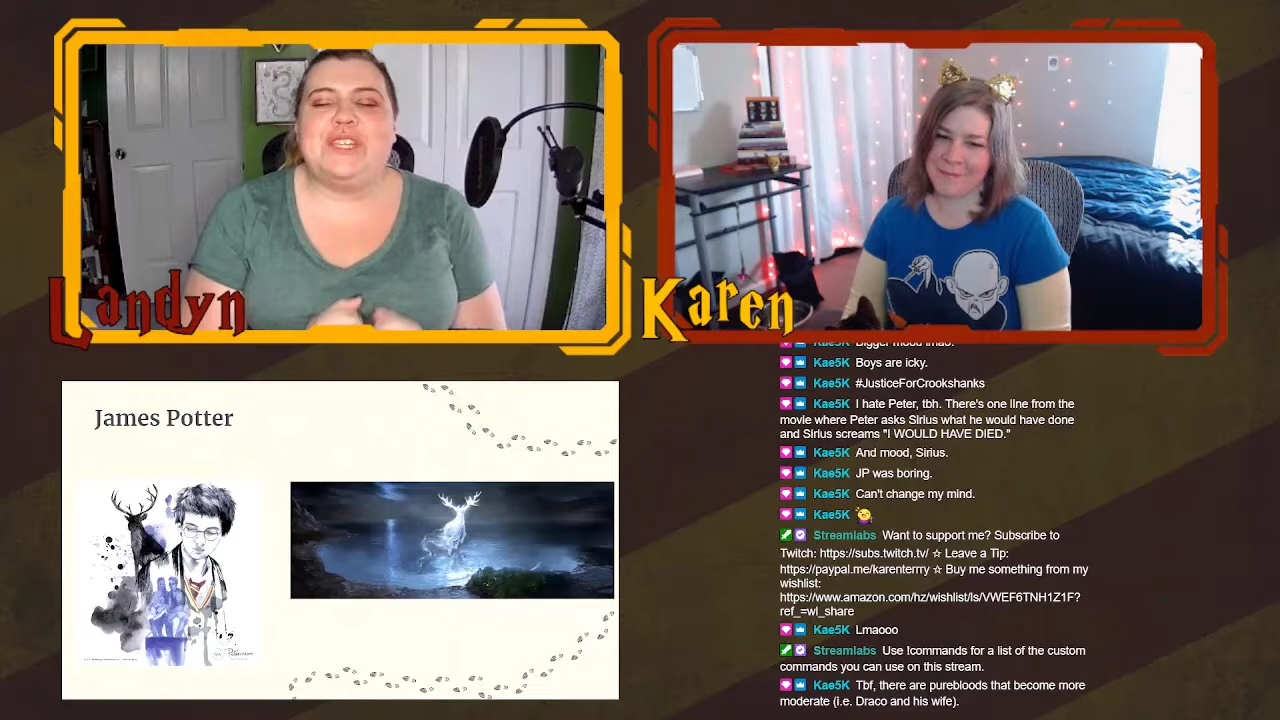 Landyn
Karen
James Potter
Kae5K Bigger mood lmao.
Kae5K Boys are icky.
Kae5K #JusticeForCrookshanks
Kae5K I hate Peter, tbh. There's one line from the
movie where Peter asks Sirius what he would have done
and Sirius screams "I WOULD HAVE DIED."
Kae5K And mood, Sirius.
Kae5K JP was boring.
Kae5K Can't change my mind.
Kae5K
Streamlabs Want to support me? Subscribe to
Twitch: https://subs.twitch.tv/ ☆ Leave a Tip:
https://paypal.me/karenterrry ☆ Buy me something from my
wishlist:
https://www.amazon.com/hz/wishlist/ls/VWEF6TNH1Z1F?
ref_=wl_share
Kae5K Lmaooo
Streamlabs Use !commands for a list of the custom
commands you can use on this stream.
Kae5K Tbf, there are purebloods that become more
moderate (i.e. Draco and his wife).